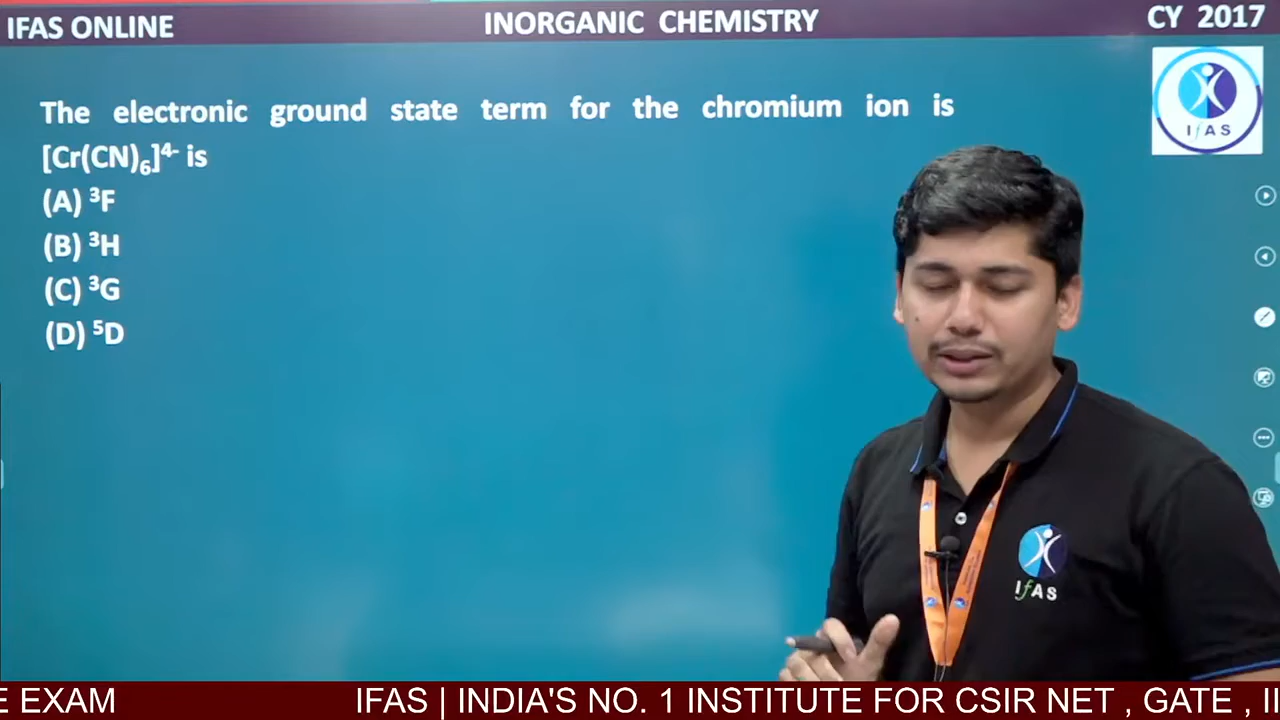 IFAS ONLINE
INORGANIC CHEMISTRY
CY 2017
The electronic ground state term for the chromium ion is
[Cr(CN)₆]⁴⁻ is
(A) ³F
(B) ³H
(C) ³G
(D) ⁵D
IfAS
IfAS
E EXAM IFAS | INDIA'S NO. 1 INSTITUTE FOR CSIR NET , GATE , II